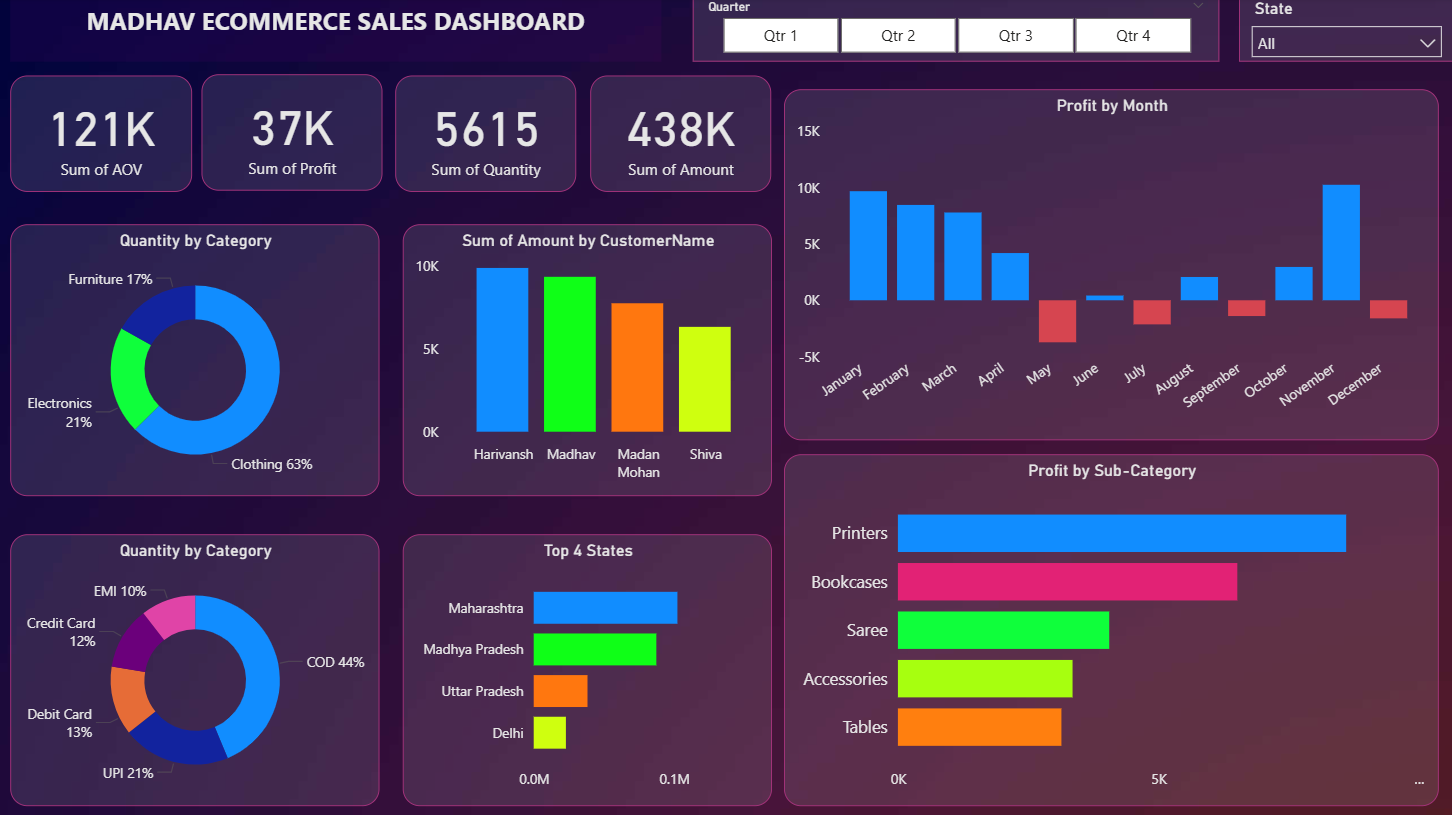 MADHAV ECOMMERCE SALES DASHBOARD
Quarter
Qtr 1
Qtr 2
Qtr 3
Qtr 4
State
All
121K
Sum of AOV
37K
Sum of Profit
5615
Sum of Quantity
438K
Sum of Amount
Profit by Month
15K
10K
5K
0K
-5K
January
February
March
April
May
June
July
August
September
October
November
December
Quantity by Category
Furniture 17%
Electronics
21%
Clothing 63%
Sum of Amount by CustomerName
10K
5K
0K
Harivansh
Madhav
Madan
Mohan
Shiva
Quantity by Category
EMI 10%
Credit Card
12%
COD 44%
Debit Card
13%
UPI 21%
Top 4 States
Maharashtra
Madhya Pradesh
Uttar Pradesh
Delhi
0.0M
0.1M
Profit by Sub-Category
Printers
Bookcases
Saree
Accessories
Tables
0K
5K
...